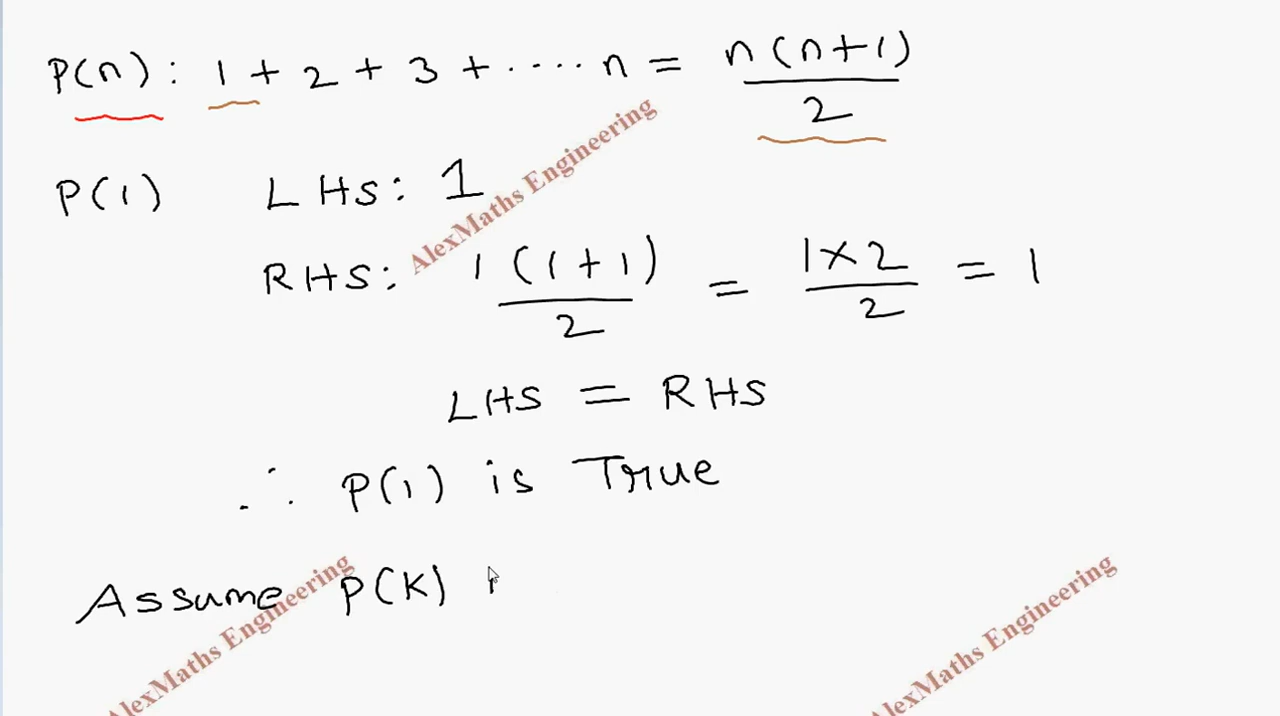 P(n): 1 + 2 + 3 + ···· n = n(n+1)/2
P(1) LHS: 1
RHS: 1(1+1)/2 = 1×2/2 = 1
LHS = RHS
∴ P(1) is True
Assume P(K) i
AlexMaths Engineering
AlexMaths Engineering
AlexMaths Engineering